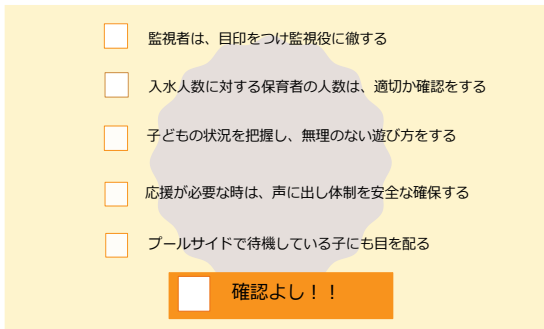 監視者は、目印をつけ監視役に徹する
入水人数に対する保育者の人数は、適切か確認をする
子どもの状況を把握し、無理のない遊び方をする
応援が必要な時は、声に出し体制を安全な確保する
プールサイドで待機している子にも目を配る
確認よし！！